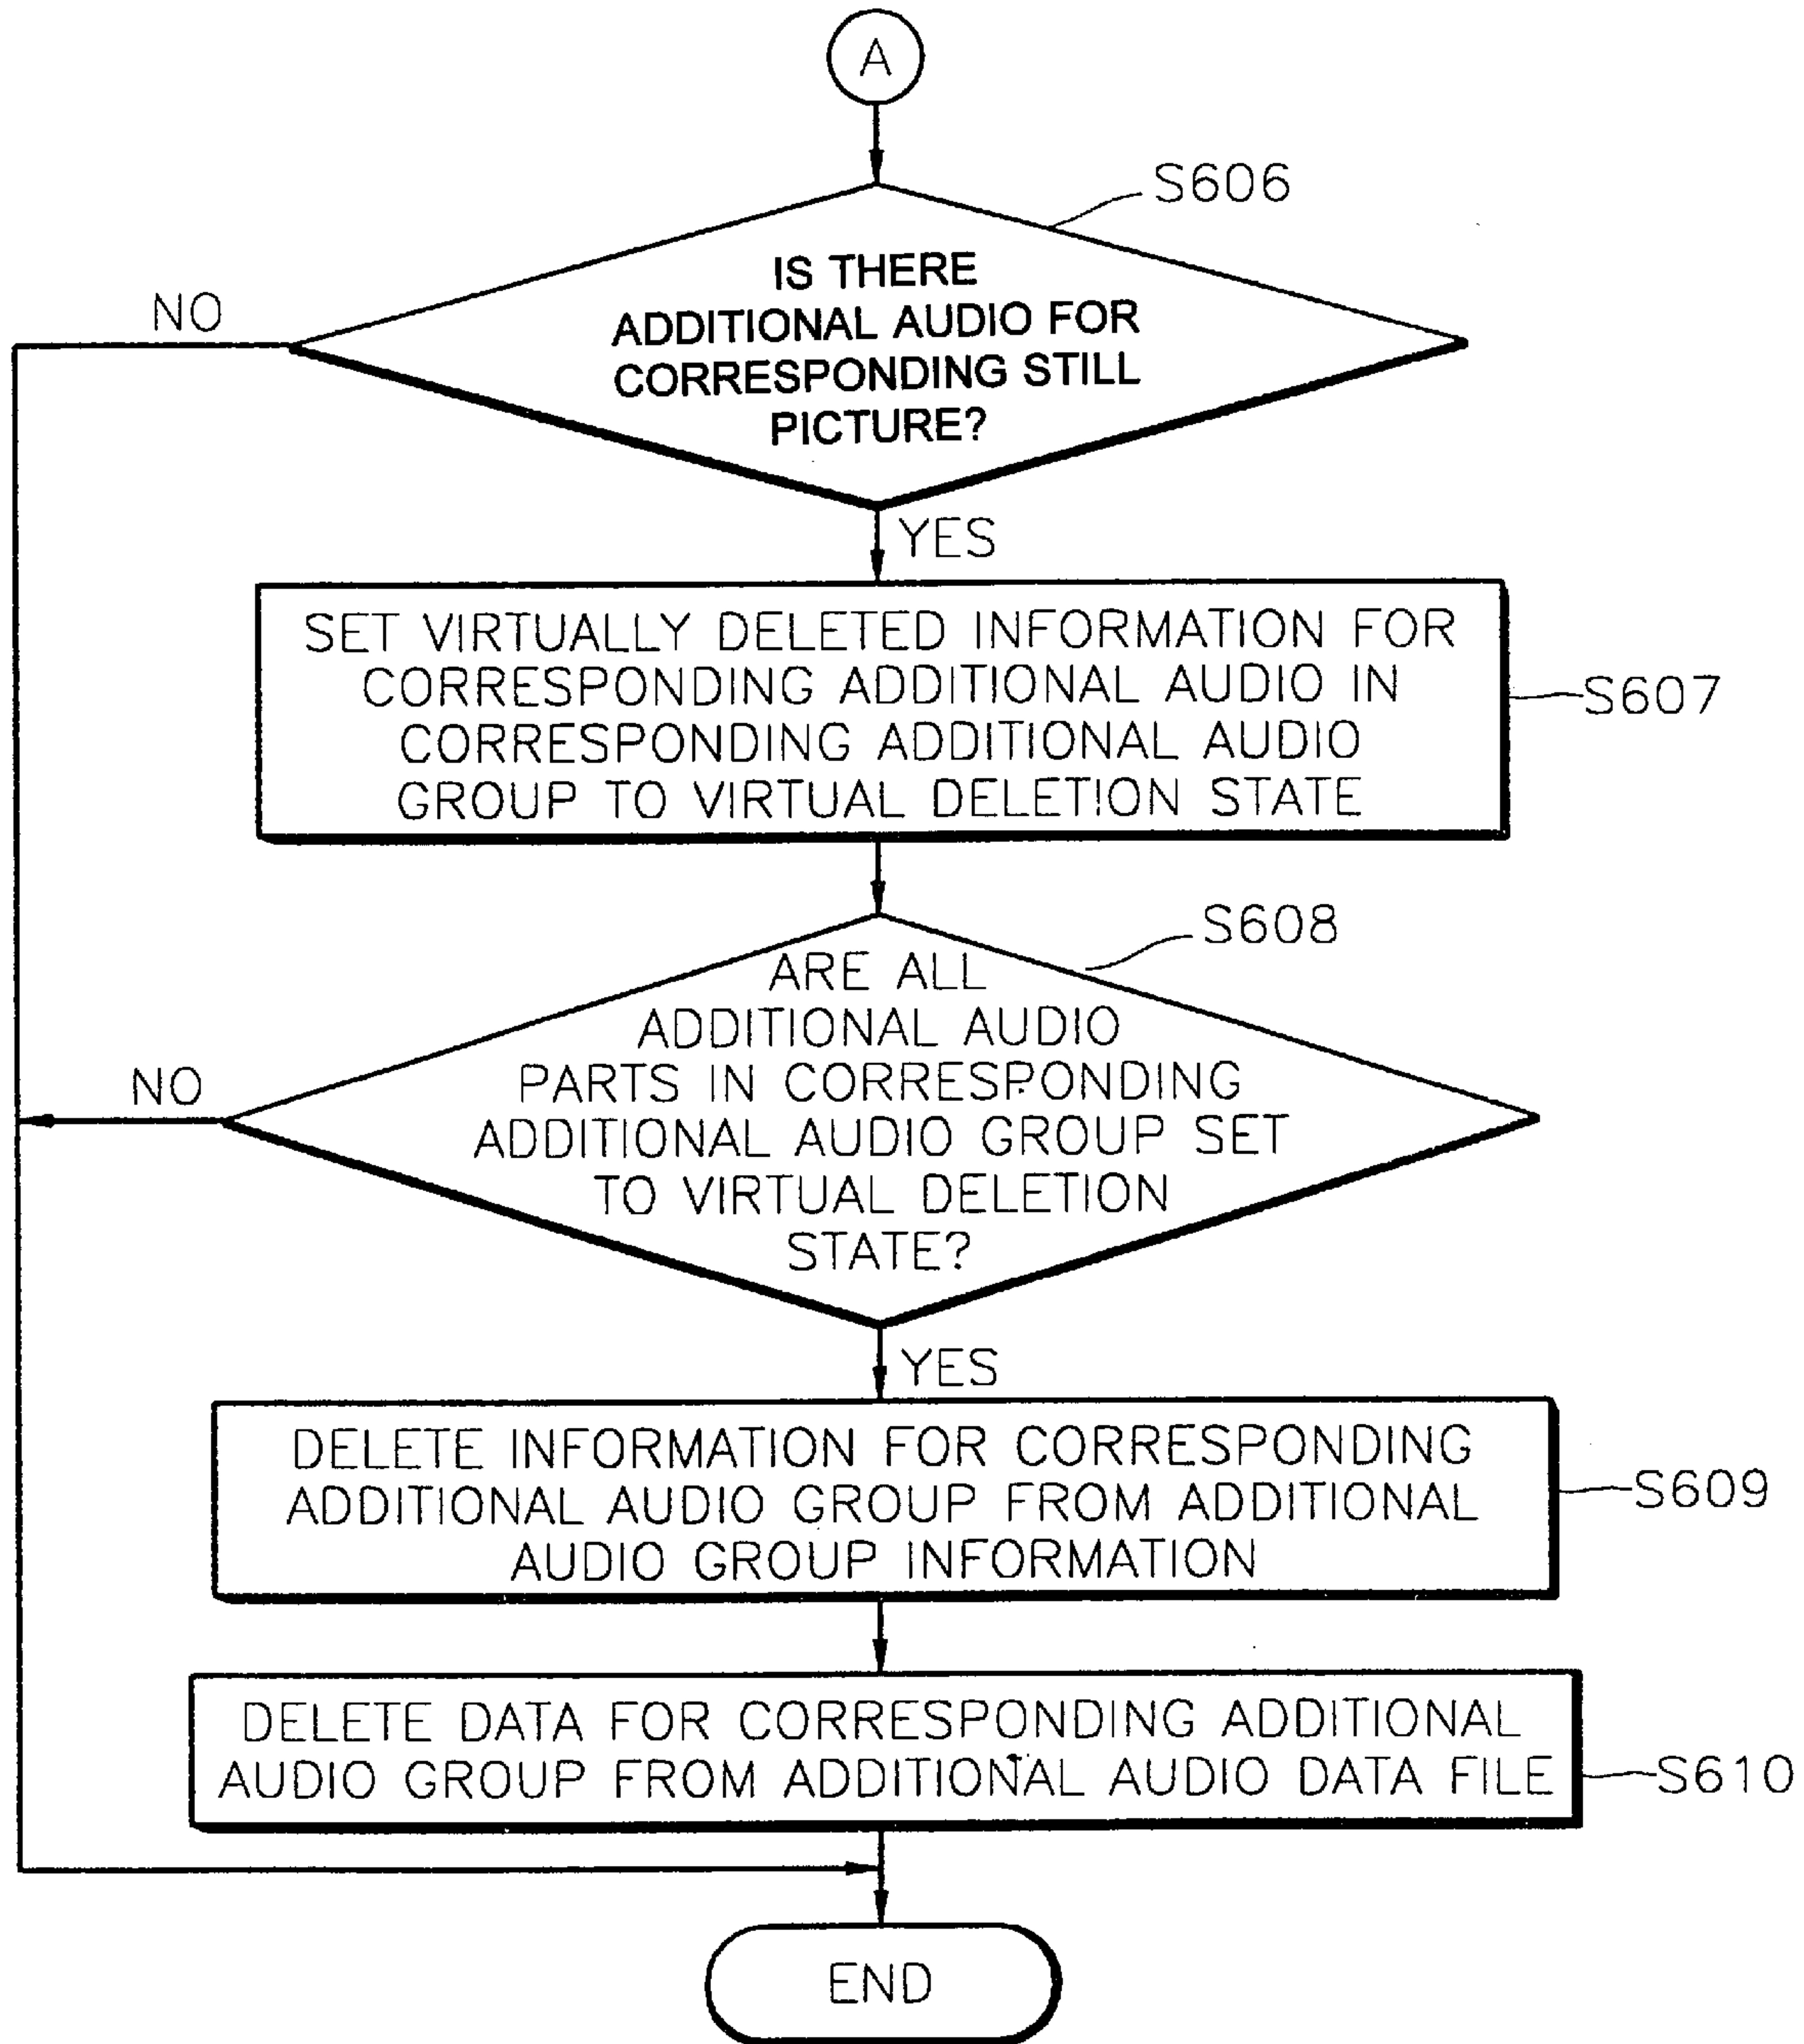 A
S606
IS THERE
ADDITIONAL AUDIO FOR
CORRESPONDING STILL
PICTURE?
NO
YES
SET VIRTUALLY DELETED INFORMATION FOR
CORRESPONDING ADDITIONAL AUDIO IN
CORRESPONDING ADDITIONAL AUDIO
GROUP TO VIRTUAL DELETION STATE
S607
S608
ARE ALL
ADDITIONAL AUDIO
PARTS IN CORRESPONDING
ADDITIONAL AUDIO GROUP SET
TO VIRTUAL DELETION
STATE?
NO
YES
DELETE INFORMATION FOR CORRESPONDING
ADDITIONAL AUDIO GROUP FROM ADDITIONAL
AUDIO GROUP INFORMATION
S609
DELETE DATA FOR CORRESPONDING ADDITIONAL
AUDIO GROUP FROM ADDITIONAL AUDIO DATA FILE
S610
END